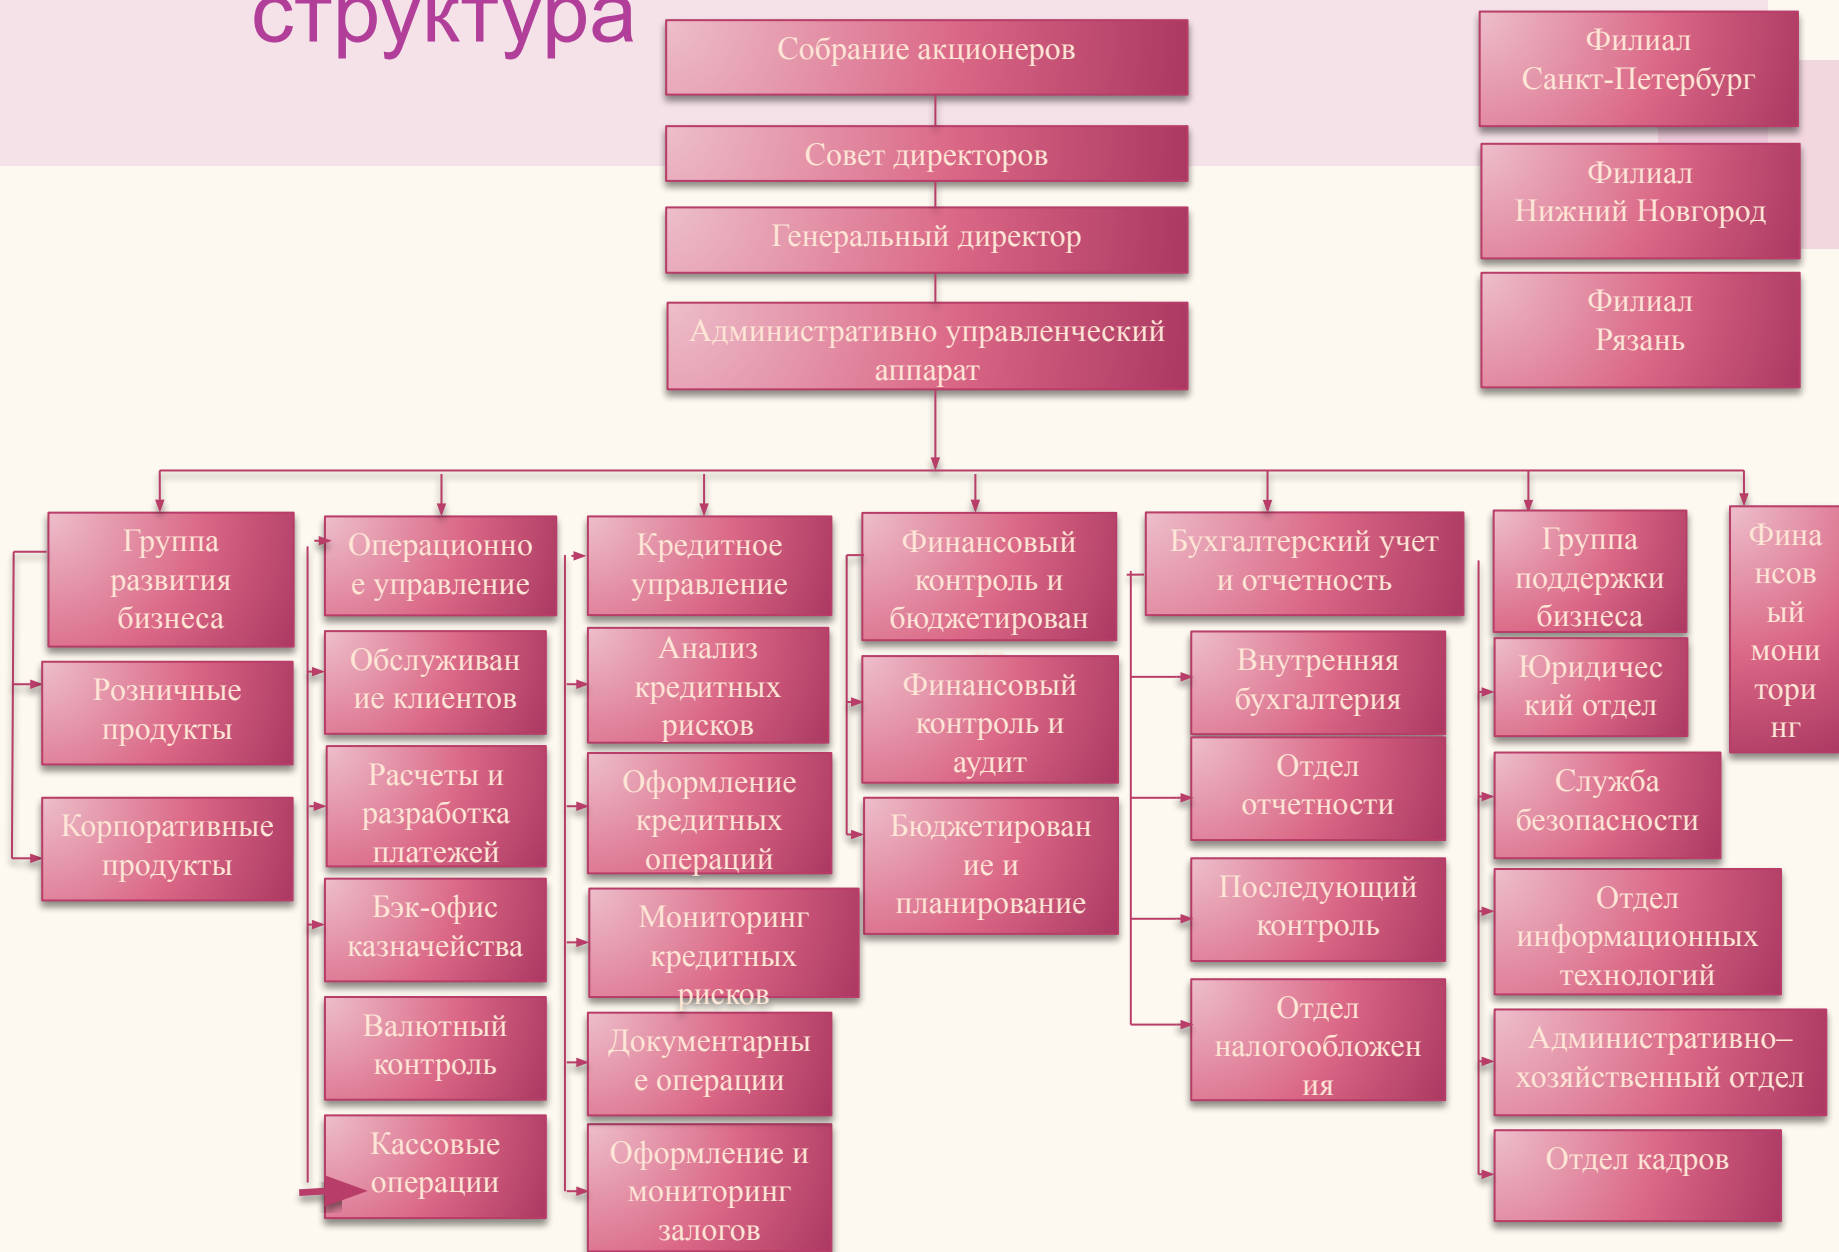 структура
Собрание акционеров
Совет директоров
Генеральный директор
Административно управленческий
аппарат
Филиал
Санкт-Петербург
Филиал
Нижний Новгород
Филиал
Рязань
Группа
развития
бизнеса
Розничные
продукты
Корпоративные
продукты
Операционно
е управление
Обслуживан
ие клиентов
Расчеты и
разработка
платежей
Бэк-офис
казначейства
Валютный
контроль
Кассовые
операции
Кредитное
управление
Анализ
кредитных
рисков
Оформление
кредитных
операций
Мониторинг
кредитных
рисков
Документарны
е операции
Оформление и
мониторинг
залогов
Финансовый
контроль и
бюджетирован
Финансовый
контроль и
аудит
Бюджетирован
ие и
планирование
Бухгалтерский учет
и отчетность
Внутренняя
бухгалтерия
Отдел
отчетности
Последующий
контроль
Отдел
налогообложен
ия
Группа
поддержки
бизнеса
Юридичес
кий отдел
Служба
безопасности
Отдел
информационных
технологий
Административно–
хозяйственный отдел
Отдел кадров
Фина
нсов
ый
мони
тори
нг